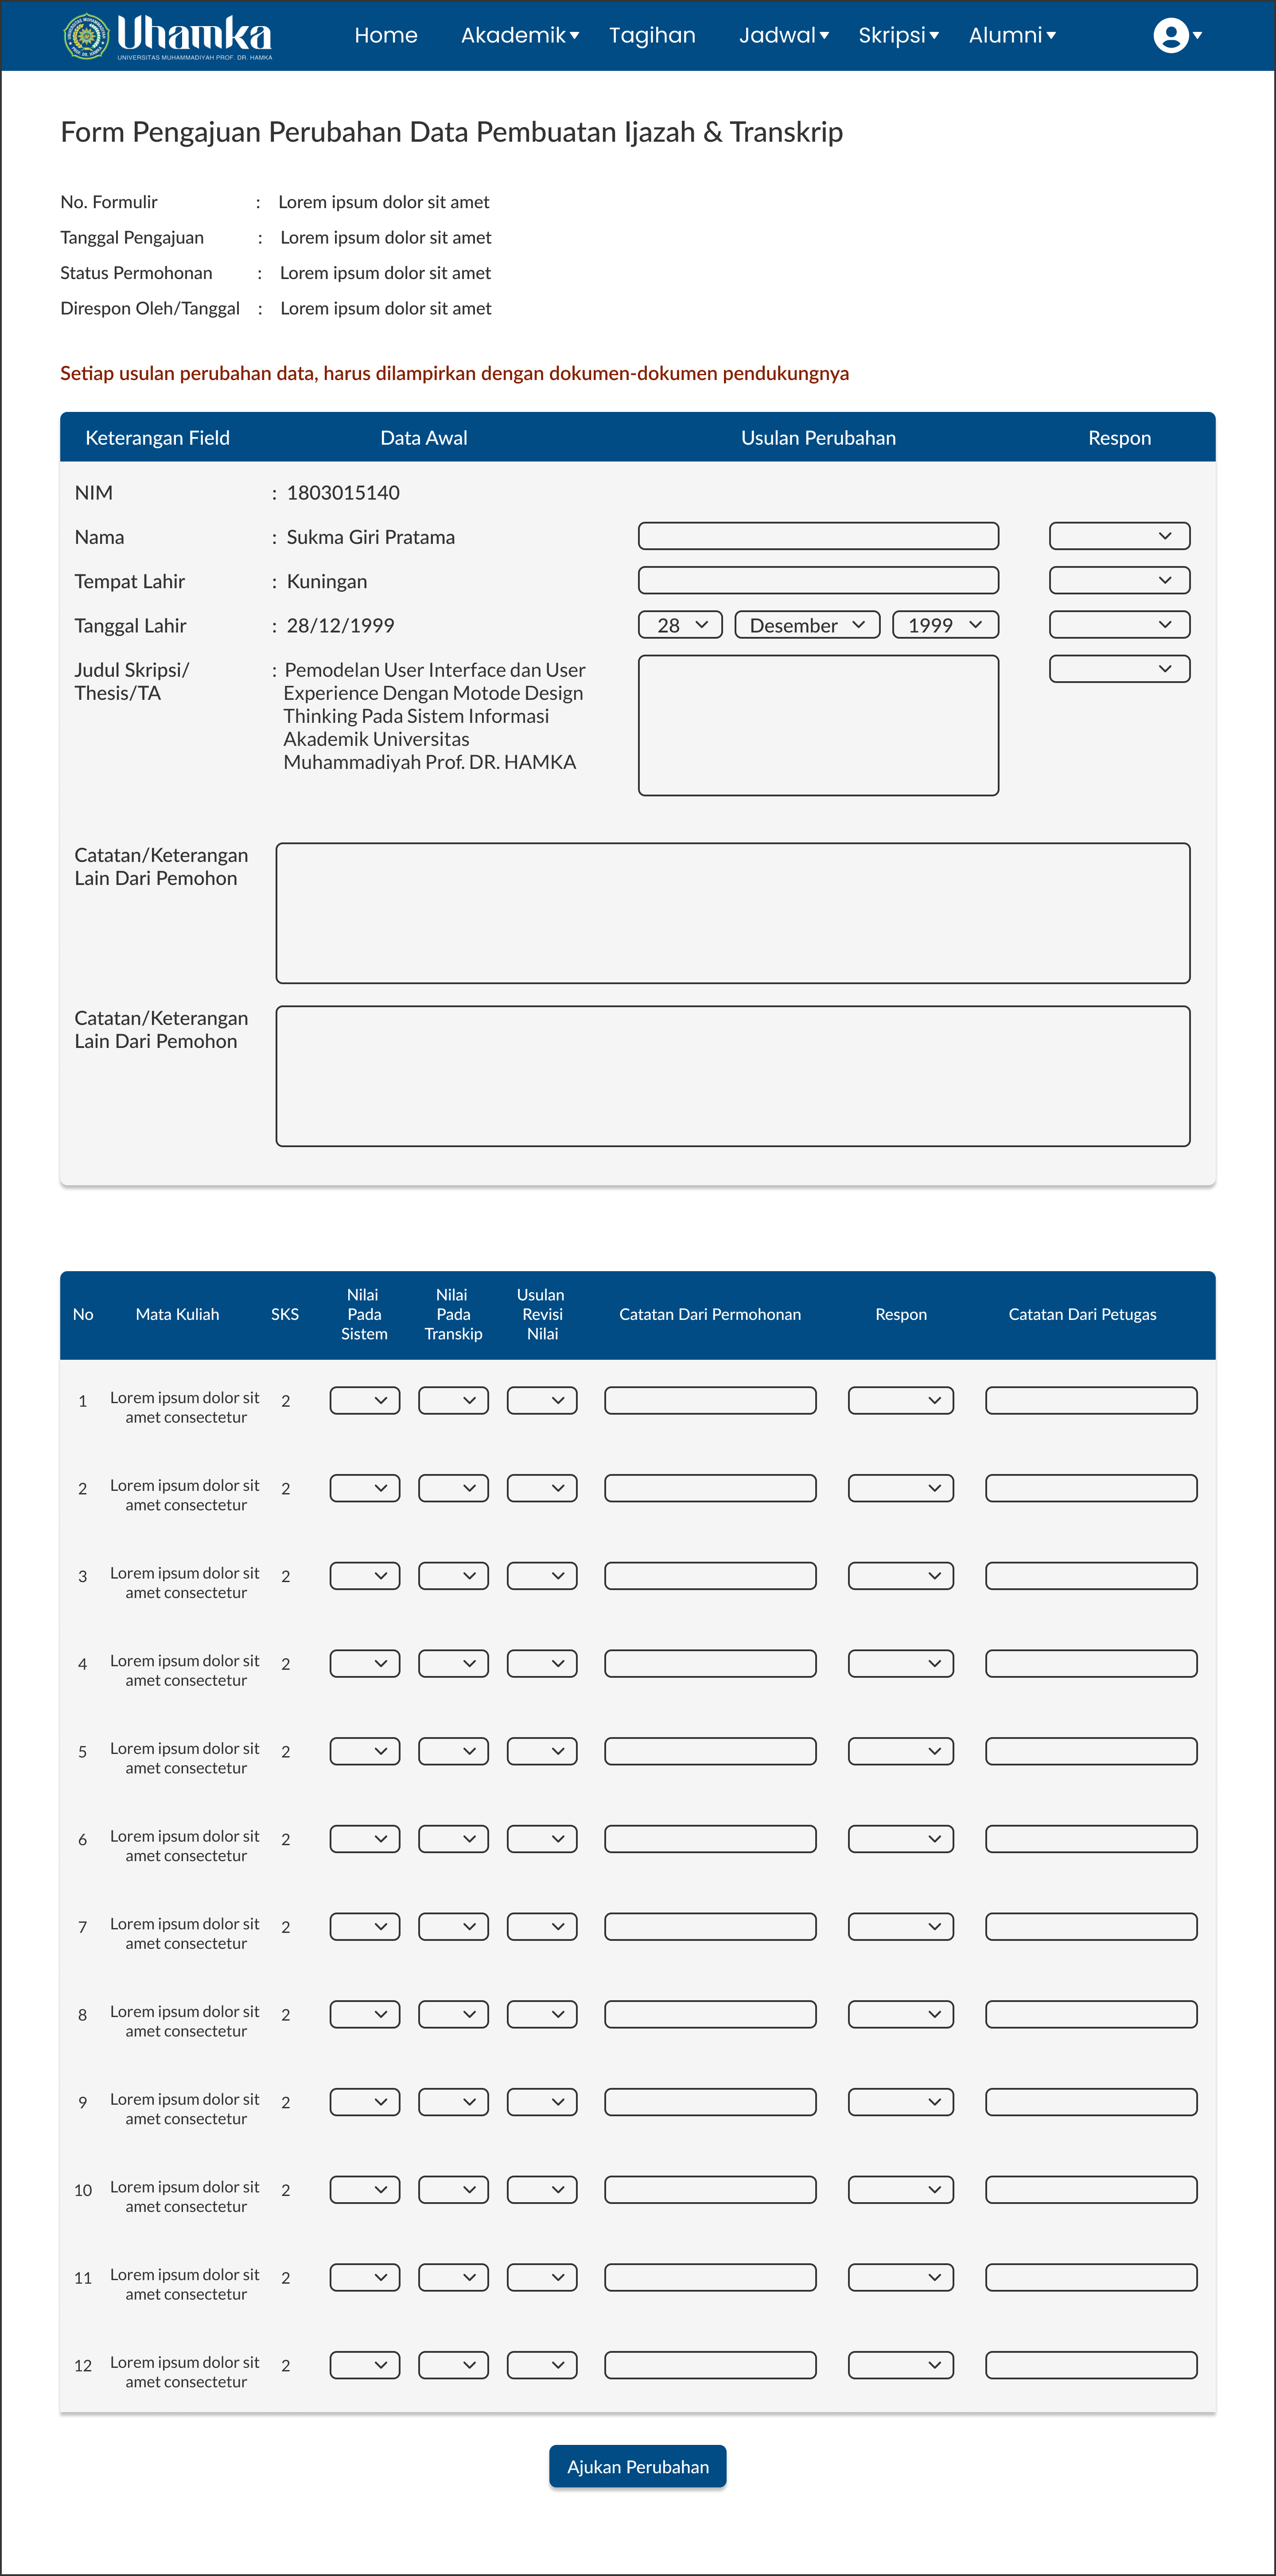 Uhamka
UNIVERSITAS MUHAMMADIYAH PROF. DR. HAMKA
Home Akademik Tagihan Jadwal Skripsi Alumni
Form Pengajuan Perubahan Data Pembuatan Ijazah & Transkrip
No. Formulir : Lorem ipsum dolor sit amet
Tanggal Pengajuan : Lorem ipsum dolor sit amet
Status Permohonan : Lorem ipsum dolor sit amet
Direspon Oleh/Tanggal : Lorem ipsum dolor sit amet
Setiap usulan perubahan data, harus dilampirkan dengan dokumen-dokumen pendukungnya
Keterangan Field Data Awal Usulan Perubahan Respon
NIM : 1803015140
Nama : Sukma Giri Pratama
Tempat Lahir : Kuningan
Tanggal Lahir : 28/12/1999 28 Desember 1999
Judul Skripsi/ : Pemodelan User Interface dan User
Thesis/TA Experience Dengan Motode Design
Thinking Pada Sistem Informasi
Akademik Universitas
Muhammadiyah Prof. DR. HAMKA
Catatan/Keterangan
Lain Dari Pemohon
Catatan/Keterangan
Lain Dari Pemohon
No Mata Kuliah SKS Nilai Pada Sistem Nilai Pada Transkip Usulan Revisi Nilai Catatan Dari Permohonan Respon Catatan Dari Petugas
1 Lorem ipsum dolor sit 2
amet consectetur
2 Lorem ipsum dolor sit 2
amet consectetur
3 Lorem ipsum dolor sit 2
amet consectetur
4 Lorem ipsum dolor sit 2
amet consectetur
5 Lorem ipsum dolor sit 2
amet consectetur
6 Lorem ipsum dolor sit 2
amet consectetur
7 Lorem ipsum dolor sit 2
amet consectetur
8 Lorem ipsum dolor sit 2
amet consectetur
9 Lorem ipsum dolor sit 2
amet consectetur
10 Lorem ipsum dolor sit 2
amet consectetur
11 Lorem ipsum dolor sit 2
amet consectetur
12 Lorem ipsum dolor sit 2
amet consectetur
Ajukan Perubahan